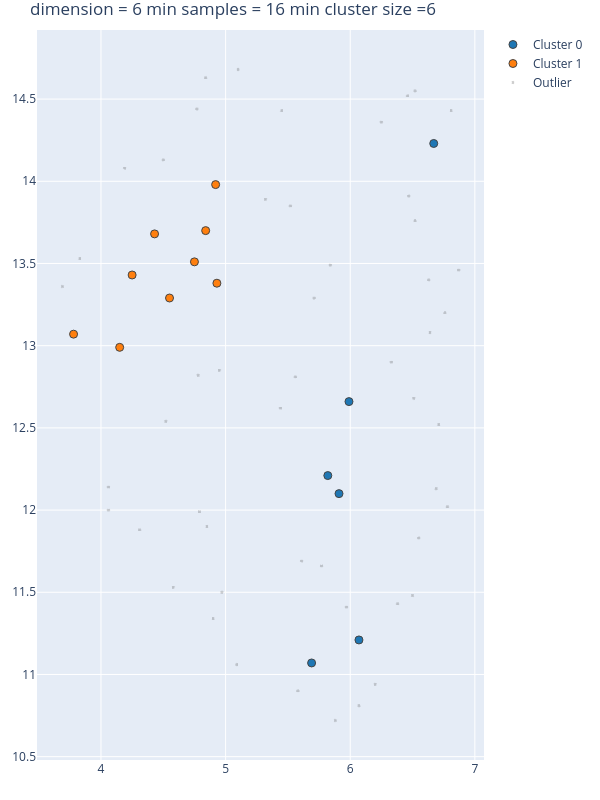 dimension = 6 min samples = 16 min cluster size =6
Cluster 0
Cluster 1
Outlier
14.5
14
13.5
13
12.5
12
11.5
11
10.5
4 5 6 7